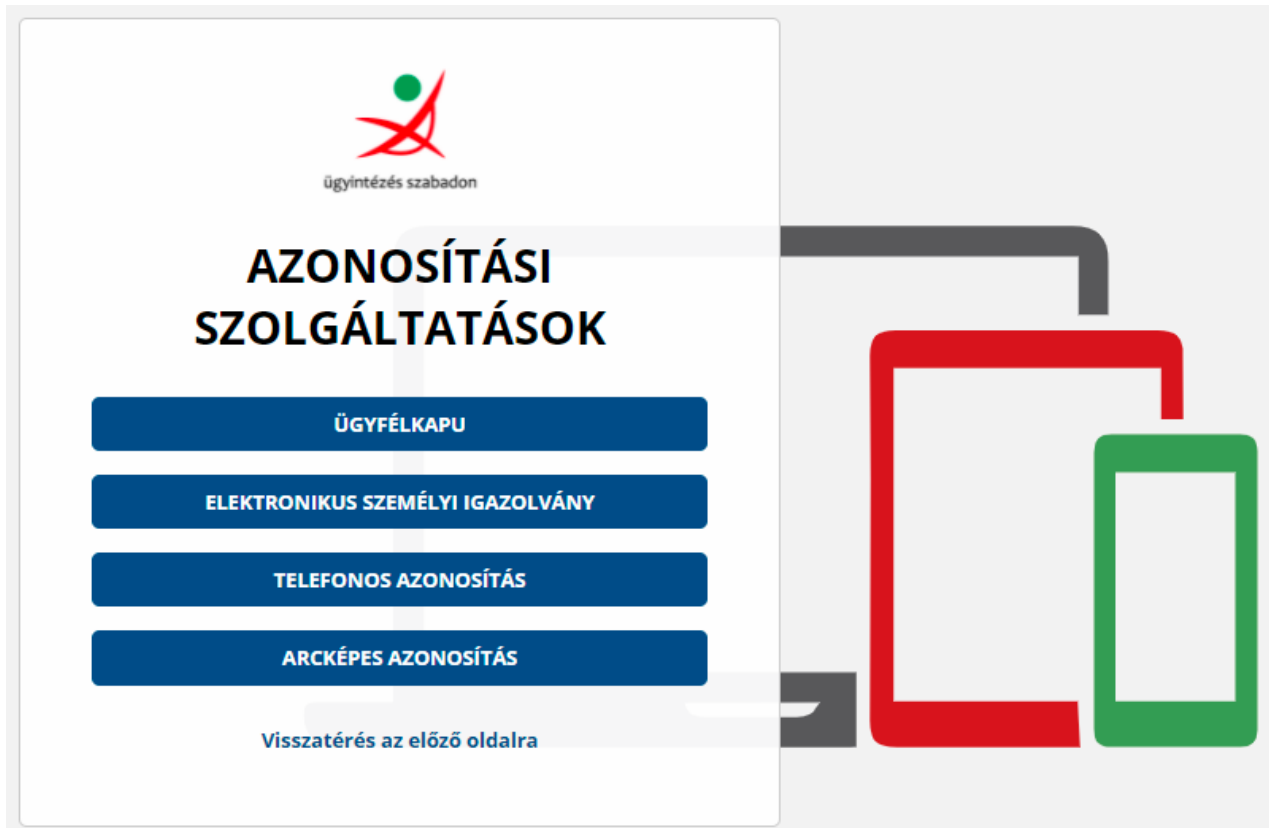 ügyintézés szabadon
AZONOSÍTÁSI
SZOLGÁLTATÁSOK
ÜGYFÉLKAPU
ELEKTRONIKUS SZEMÉLYI IGAZOLVÁNY
TELEFONOS AZONOSÍTÁS
ARCKÉPES AZONOSÍTÁS
Visszatérés az előző oldalra